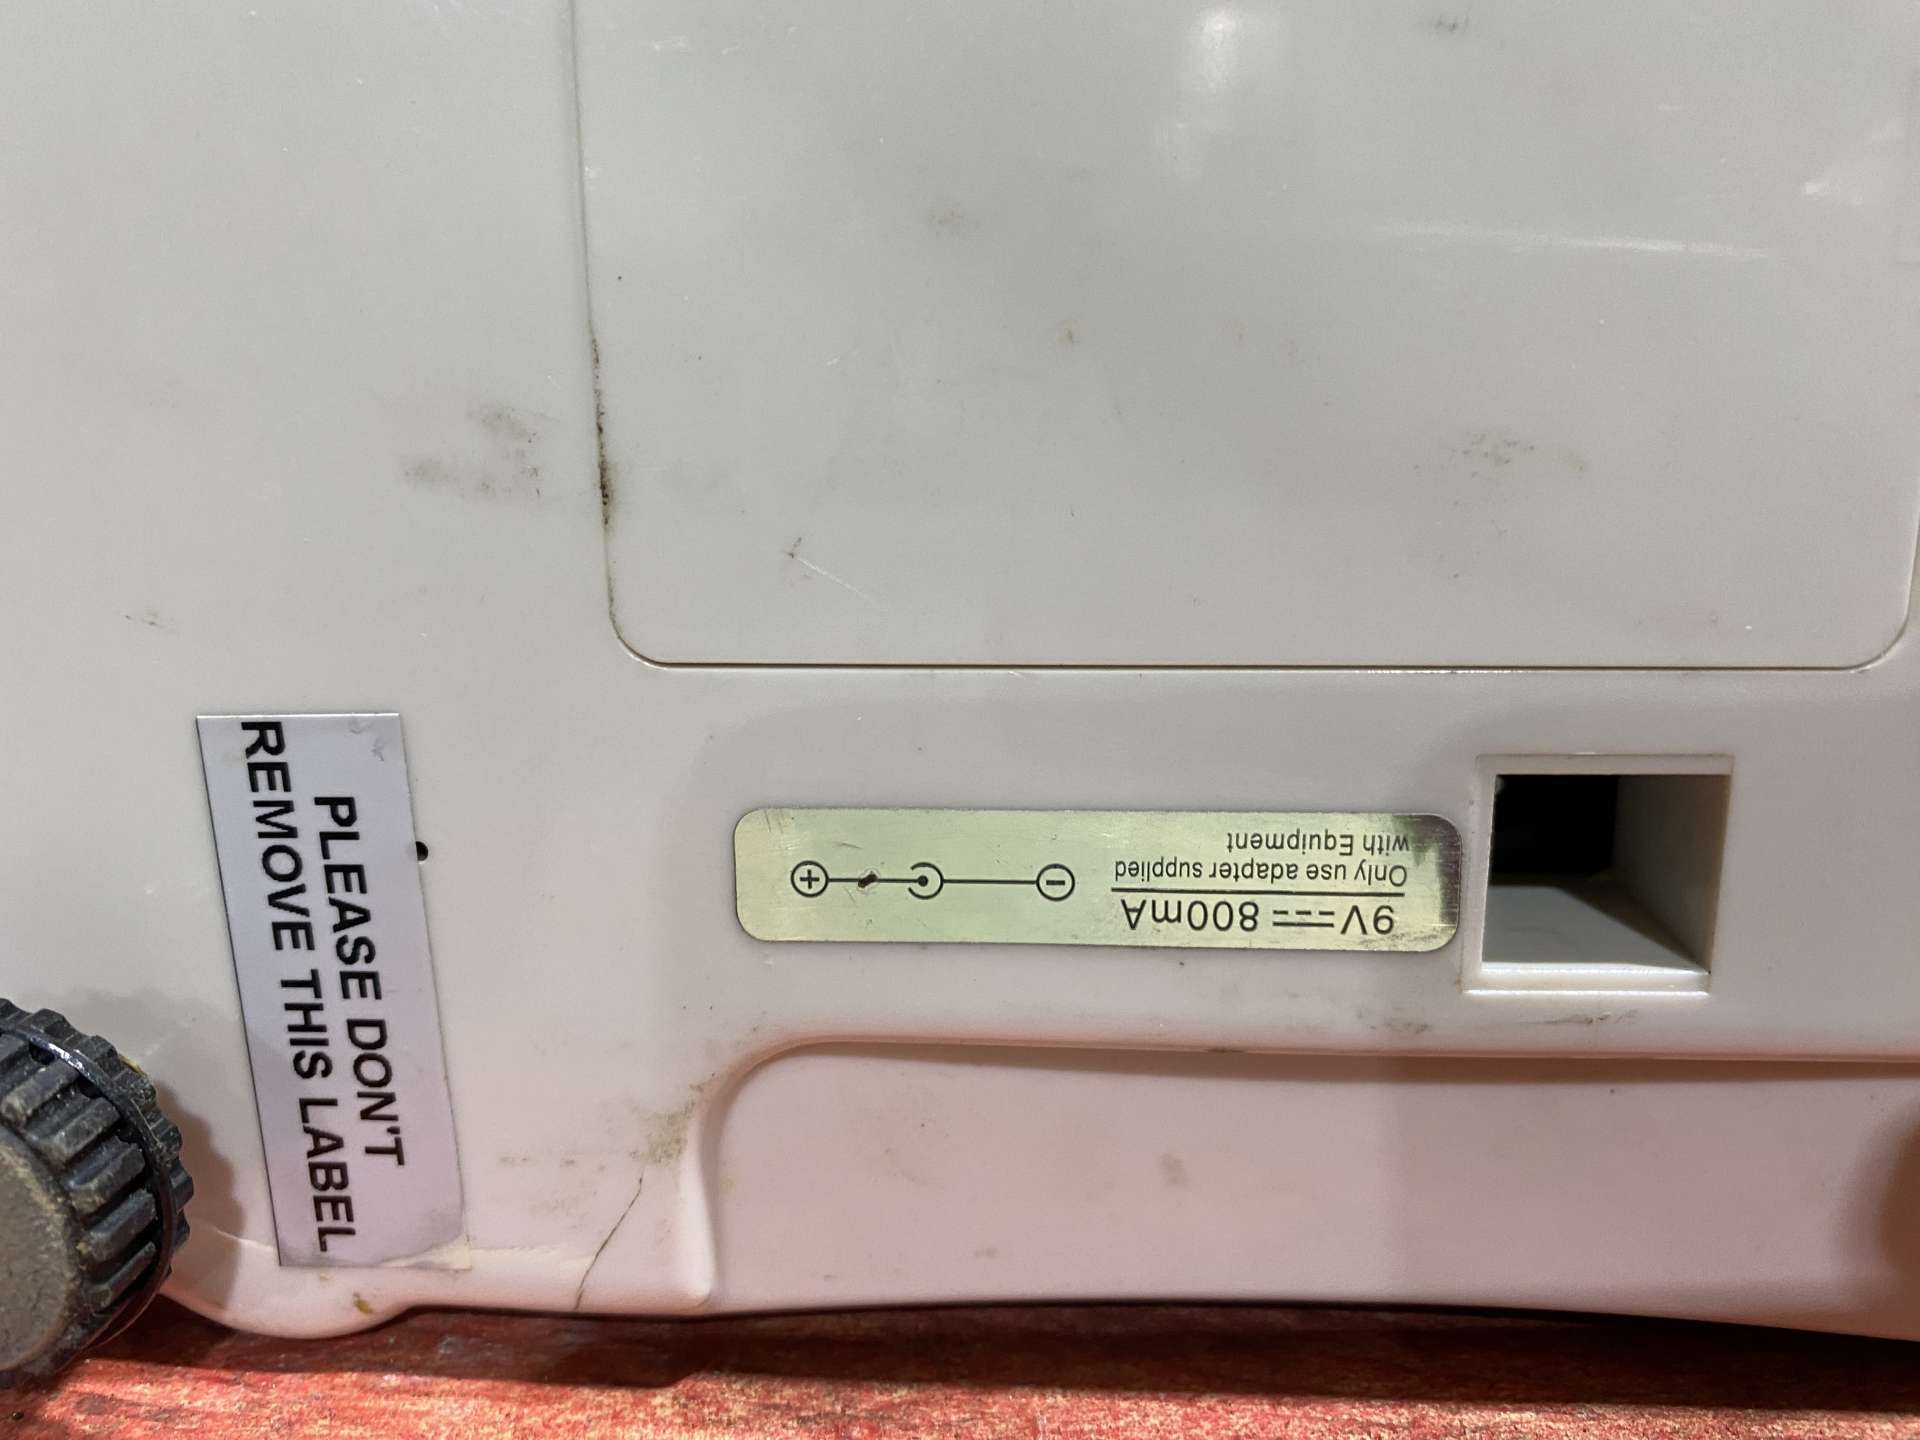 PLEASE DON'T
REMOVE THIS LABEL
9V⎓800mA
Only use adapter supplied
with Equipment